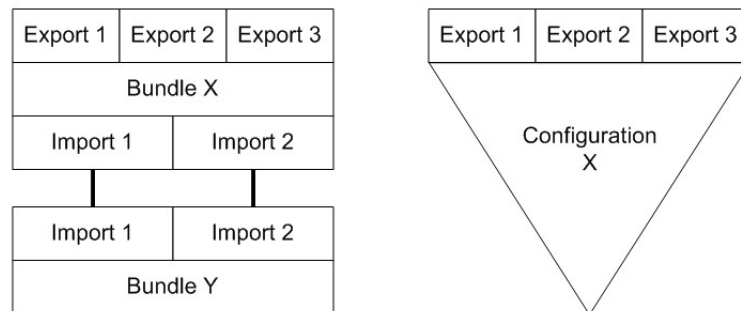 Export 1 Export 2 Export 3
Bundle X
Import 1 Import 2
Import 1 Import 2
Bundle Y
Export 1 Export 2 Export 3
Configuration
X